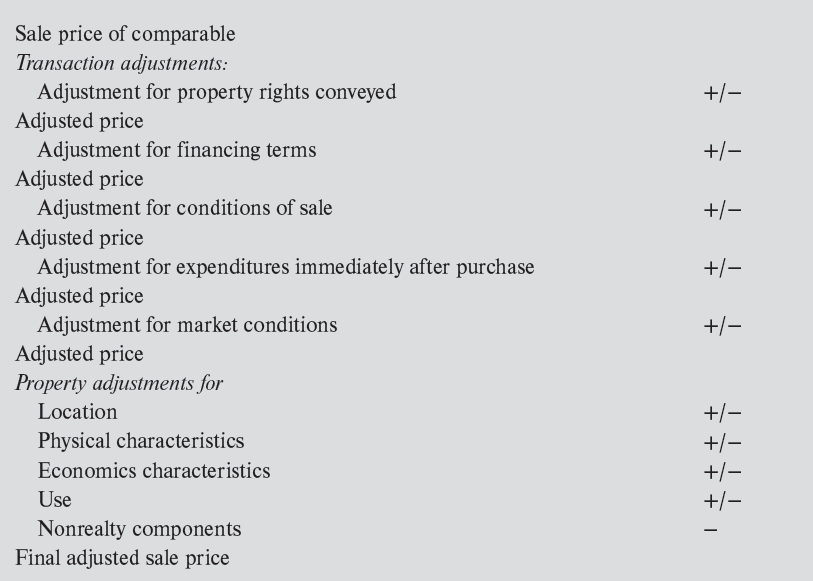 Sale price of comparable
Transaction adjustments:
Adjustment for property rights conveyed +/−
Adjusted price
Adjustment for financing terms +/−
Adjusted price
Adjustment for conditions of sale +/−
Adjusted price
Adjustment for expenditures immediately after purchase +/−
Adjusted price
Adjustment for market conditions +/−
Adjusted price
Property adjustments for
Location +/−
Physical characteristics +/−
Economics characteristics +/−
Use +/−
Nonrealty components −
Final adjusted sale price